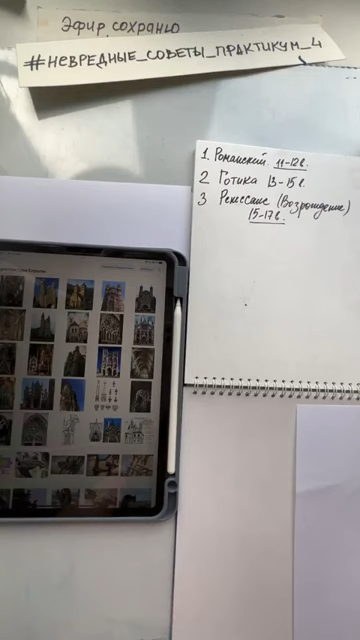 Эфир сохраню
#НЕВРЕДНЫЕ_СОВЕТЫ_ПРАКТИКУМ_4
1. Романский 11-12в.
2 Готика 13-15в.
3 Ренессанс (Возрождение)
15-17в.